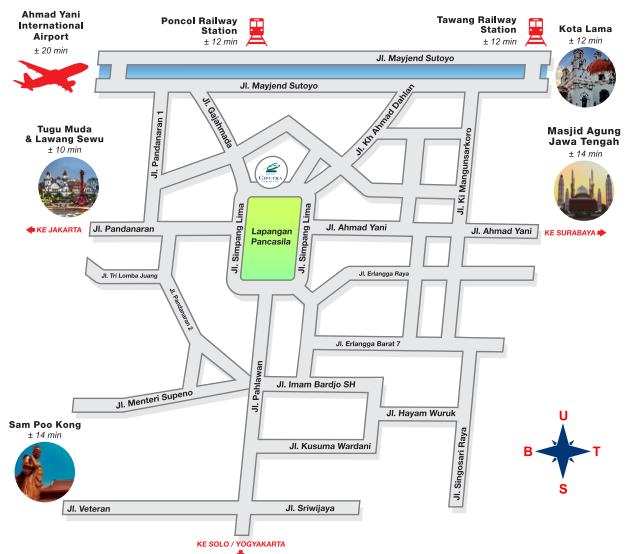 Ahmad Yani
International
Airport
± 20 min
Poncol Railway
Station
± 12 min
Tawang Railway
Station
± 12 min
Kota Lama
± 12 min
Jl. Mayjend Sutoyo
Jl. Mayjend Sutoyo
Tugu Muda
& Lawang Sewu
± 10 min
Jl. Pandanaran 1
Jl. Gajahmada
Jl. Kh Ahmad Dahlan
Jl. Ki Mangunsarkoro
Masjid Agung
Jawa Tengah
± 14 min
CIPUTRA
KE JAKARTA
Jl. Pandanaran
Jl. Simpang Lima
Lapangan
Pancasila
Jl. Simpang Lima
Jl. Ahmad Yani
Jl. Ahmad Yani
KE SURABAYA
Jl. Tri Lomba Juang
Jl. Pandanaran 2
Jl. Erlangga Raya
Jl. Erlangga Barat 7
Jl. Menteri Supeno
Jl. Pahlawan
Jl. Imam Bardjo SH
Jl. Hayam Wuruk
Jl. Kusuma Wardani
Jl. Singosari Raya
Sam Poo Kong
± 14 min
U
B
T
S
Jl. Veteran
Jl. Sriwijaya
KE SOLO / YOGYAKARTA